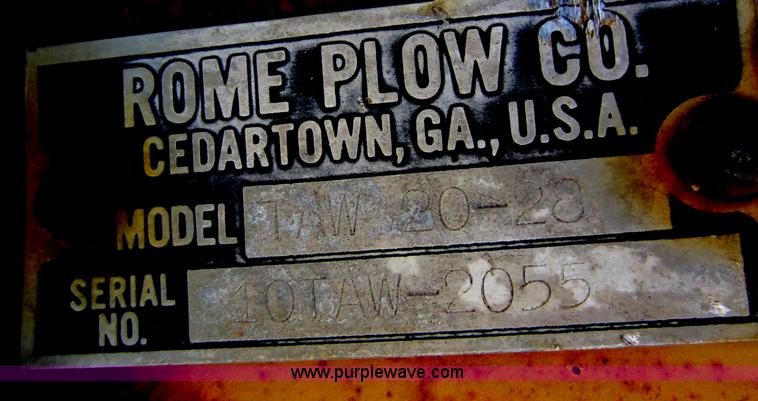 ROME PLOW CO.
CEDARTOWN, GA., U.S.A.
MODEL TAW 20-28
SERIAL NO. 10TAW-2055
www.purplewave.com